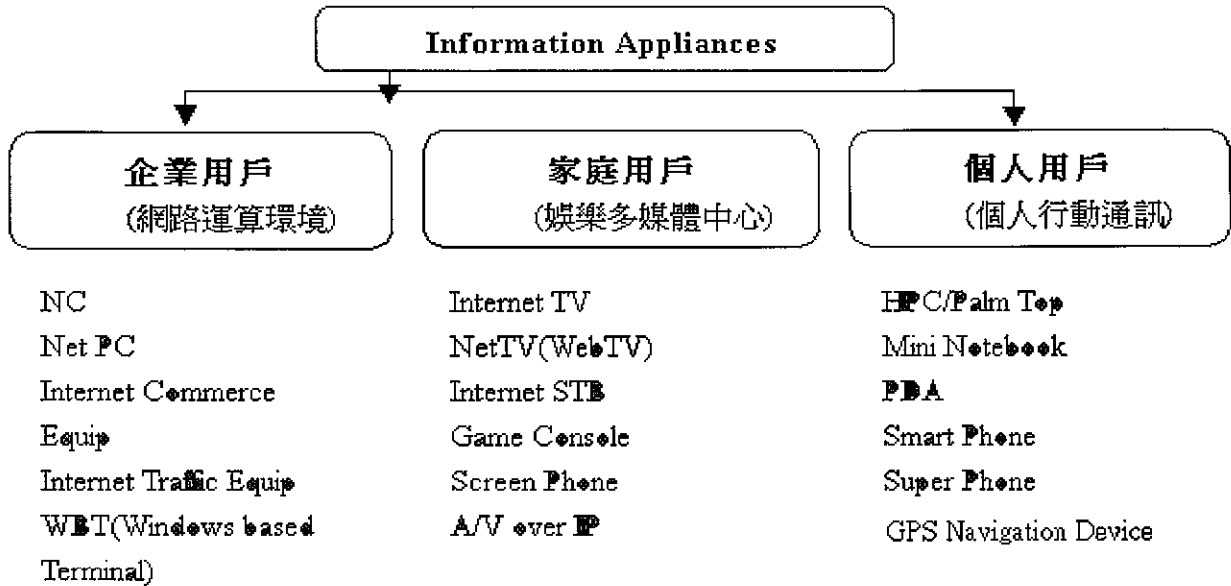 Information Appliances
企業用戶
(網路運算環境)
NC
Net PC
Internet Commerce
Equip
Internet Traffic Equip
WBT(Windows based
Terminal)
家庭用戶
(娛樂多媒體中心)
Internet TV
NetTV(WebTV)
Internet STB
Game Console
Screen Phone
A/V over IP
個人用戶
(個人行動通訊)
HPC/Palm Top
Mini Notebook
PDA
Smart Phone
Super Phone
GPS Navigation Device